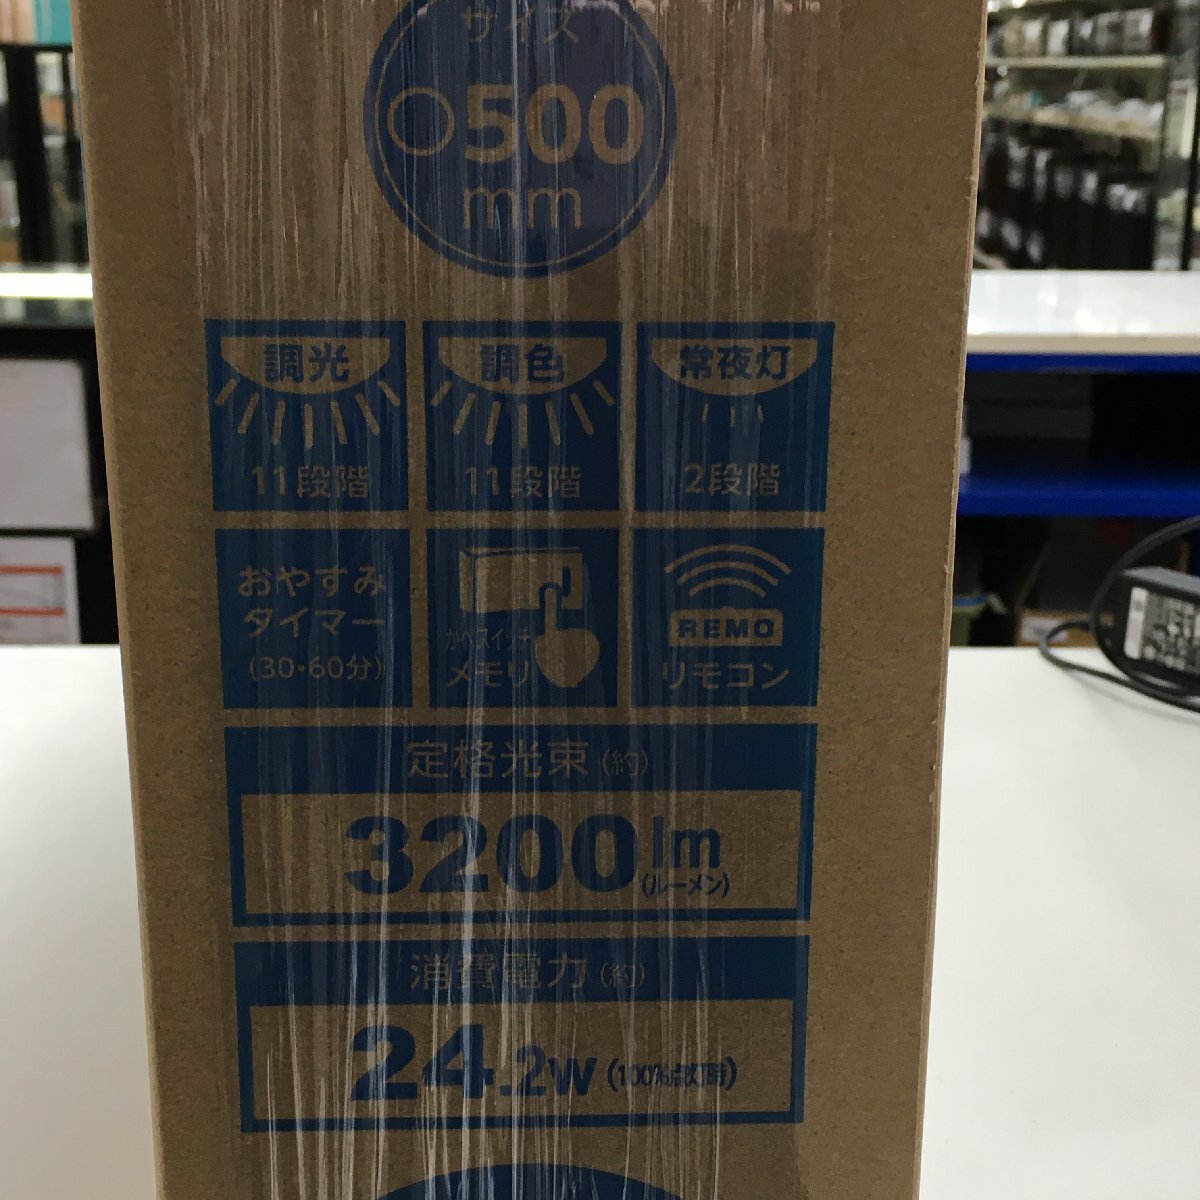 サイズ
○500
mm
調光
11段階
調色
11段階
常夜灯
2段階
おやすみ
タイマー
(30・60分)
かべスイッチ
メモリ
REMO
リモコン
定格光束(約)
3200lm
(ルーメン)
消費電力(約)
24.2W(100%点灯時)